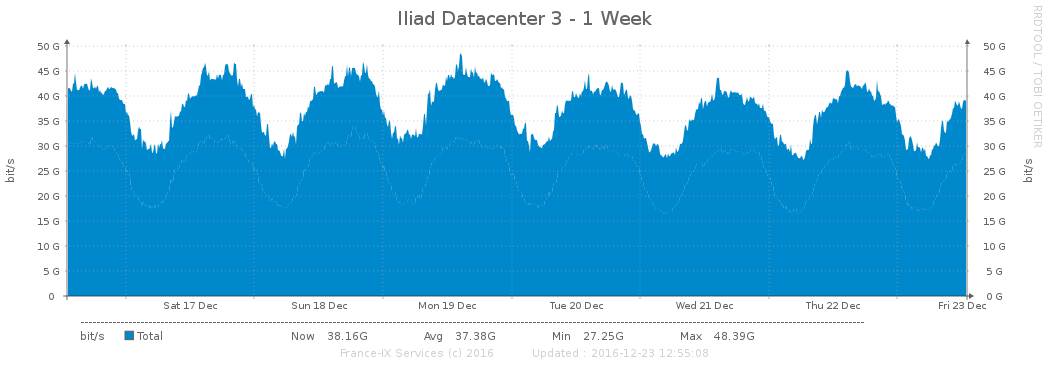 Iliad Datacenter 3 - 1 Week
RRDTOOL / TOBI OETIKER
50 G 50 G
45 G 45 G
40 G 40 G
35 G 35 G
30 G 30 G
25 G 25 G
20 G 20 G
15 G 15 G
10 G 10 G
5 G 5 G
0 0 G
bit/s bit/s
Sat 17 Dec Sun 18 Dec Mon 19 Dec Tue 20 Dec Wed 21 Dec Thu 22 Dec Fri 23 Dec
bit/s Total Now 38.16G Avg 37.38G Min 27.25G Max 48.39G
France-IX Services (c) 2016 Updated : 2016-12-23 12:55:08